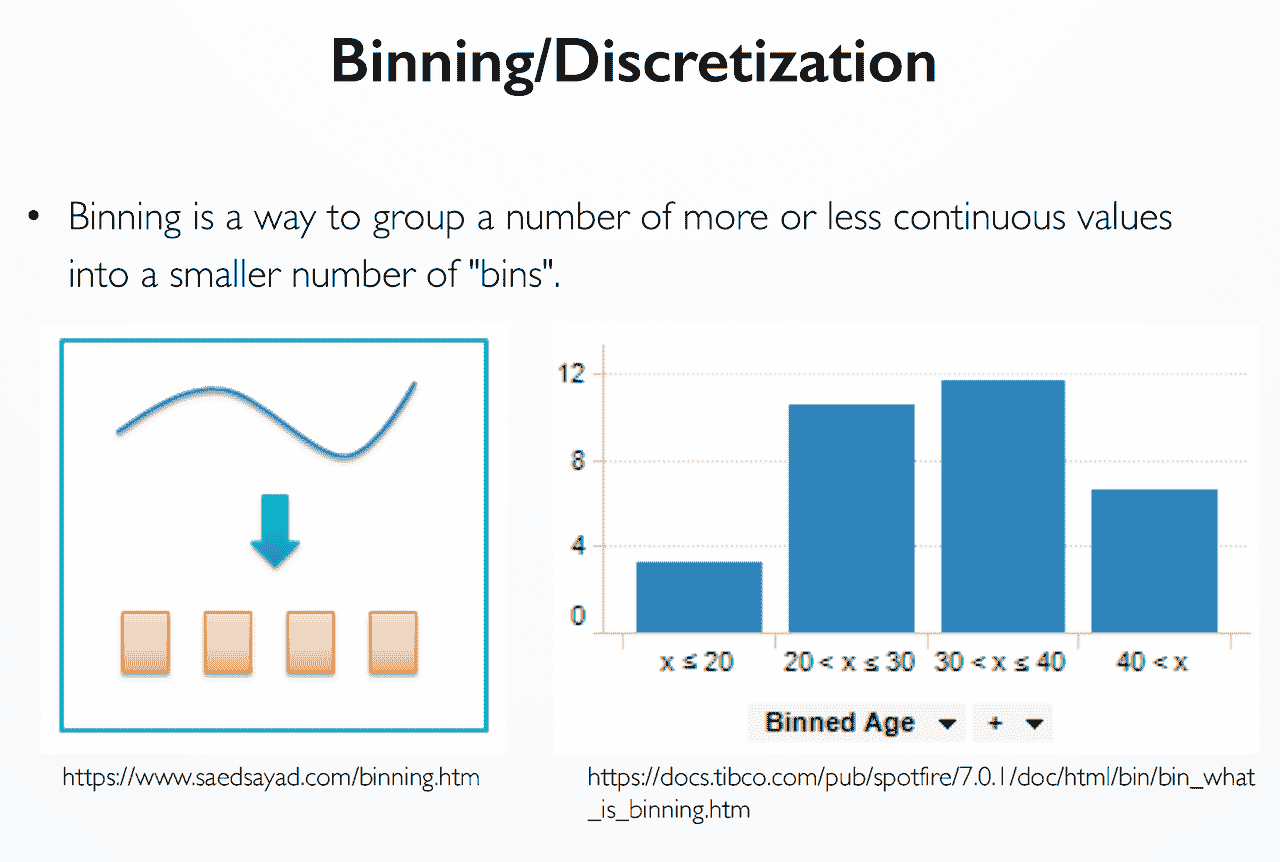 Binning/Discretization
• Binning is a way to group a number of more or less continuous values
into a smaller number of "bins".
12
8
4
0
x ≤ 20
20 < x ≤ 30
30 < x ≤ 40
40 < x
Binned Age
+
https://www.saedsayad.com/binning.htm
https://docs.tibco.com/pub/spotfire/7.0.1/doc/html/bin/bin_what
_is_binning.htm